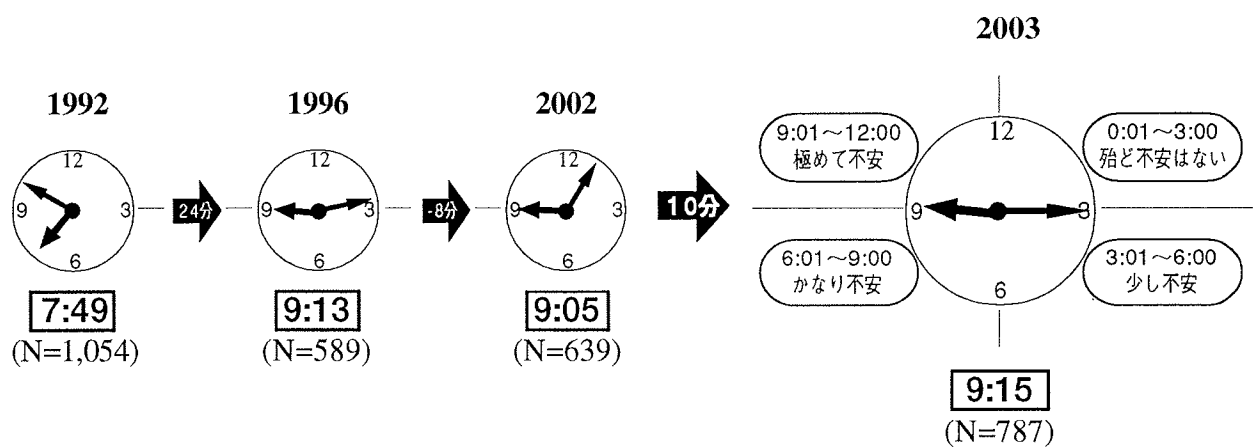 1992
12
9
3
6
7:49
(N=1,054)
24分
1996
12
9
3
6
9:13
(N=589)
-8分
2002
12
9
3
6
9:05
(N=639)
10分
2003
9:01～12:00
極めて不安
0:01～3:00
殆ど不安はない
12
9
3
6
6:01～9:00
かなり不安
3:01～6:00
少し不安
9:15
(N=787)